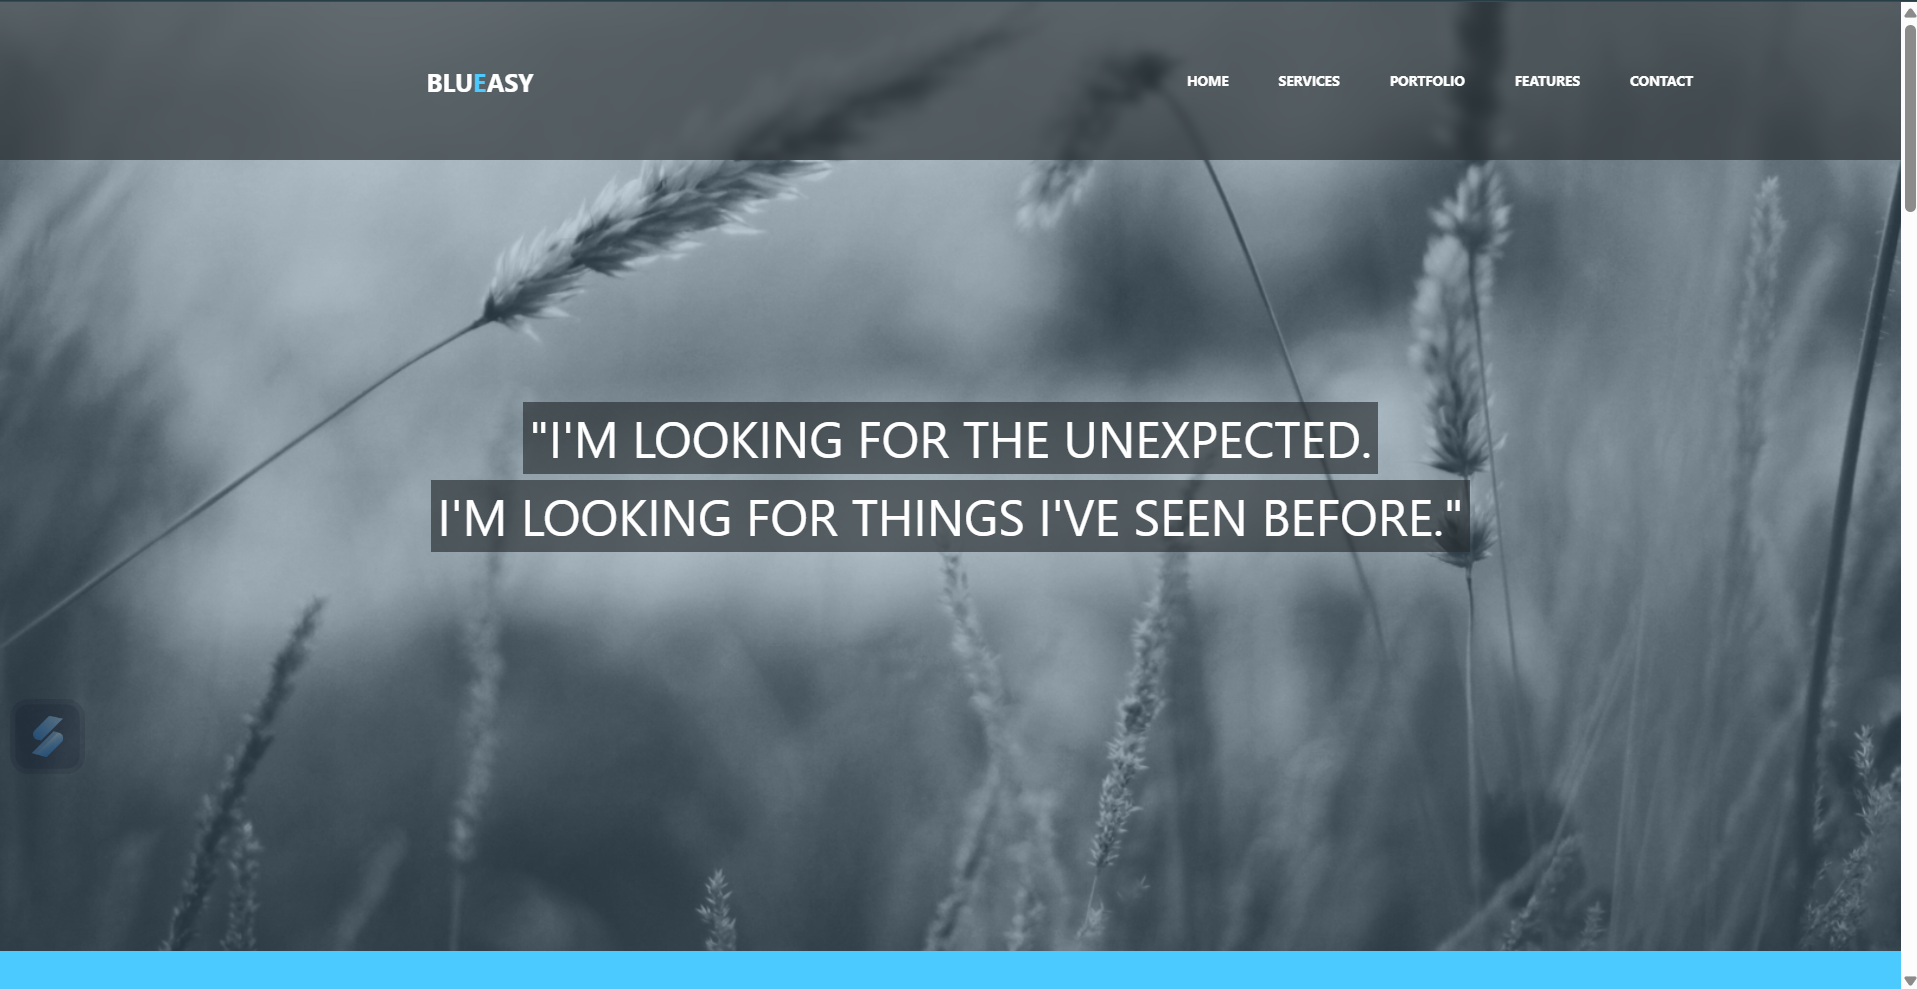 BLUEASY
HOME SERVICES PORTFOLIO FEATURES CONTACT
"I'M LOOKING FOR THE UNEXPECTED.
I'M LOOKING FOR THINGS I'VE SEEN BEFORE."